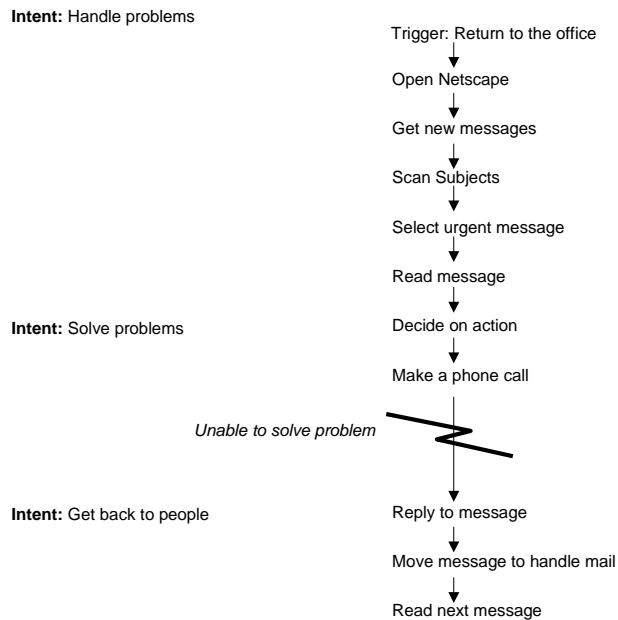 Intent: Handle problems
Trigger: Return to the office
Open Netscape
Get new messages
Scan Subjects
Select urgent message
Read message
Intent: Solve problems
Decide on action
Make a phone call
Unable to solve problem
Intent: Get back to people
Reply to message
Move message to handle mail
Read next message